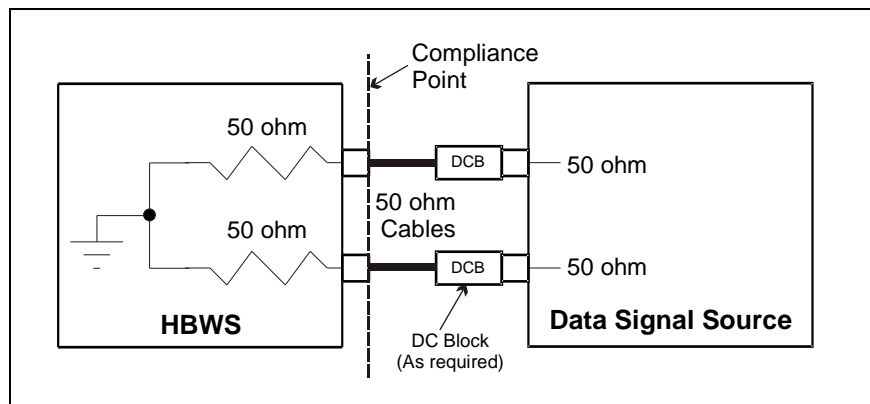 Compliance
Point
50 ohm
DCB
50 ohm
50 ohm
Cables
50 ohm
DCB
50 ohm
HBWS
Data Signal Source
DC Block
(As required)